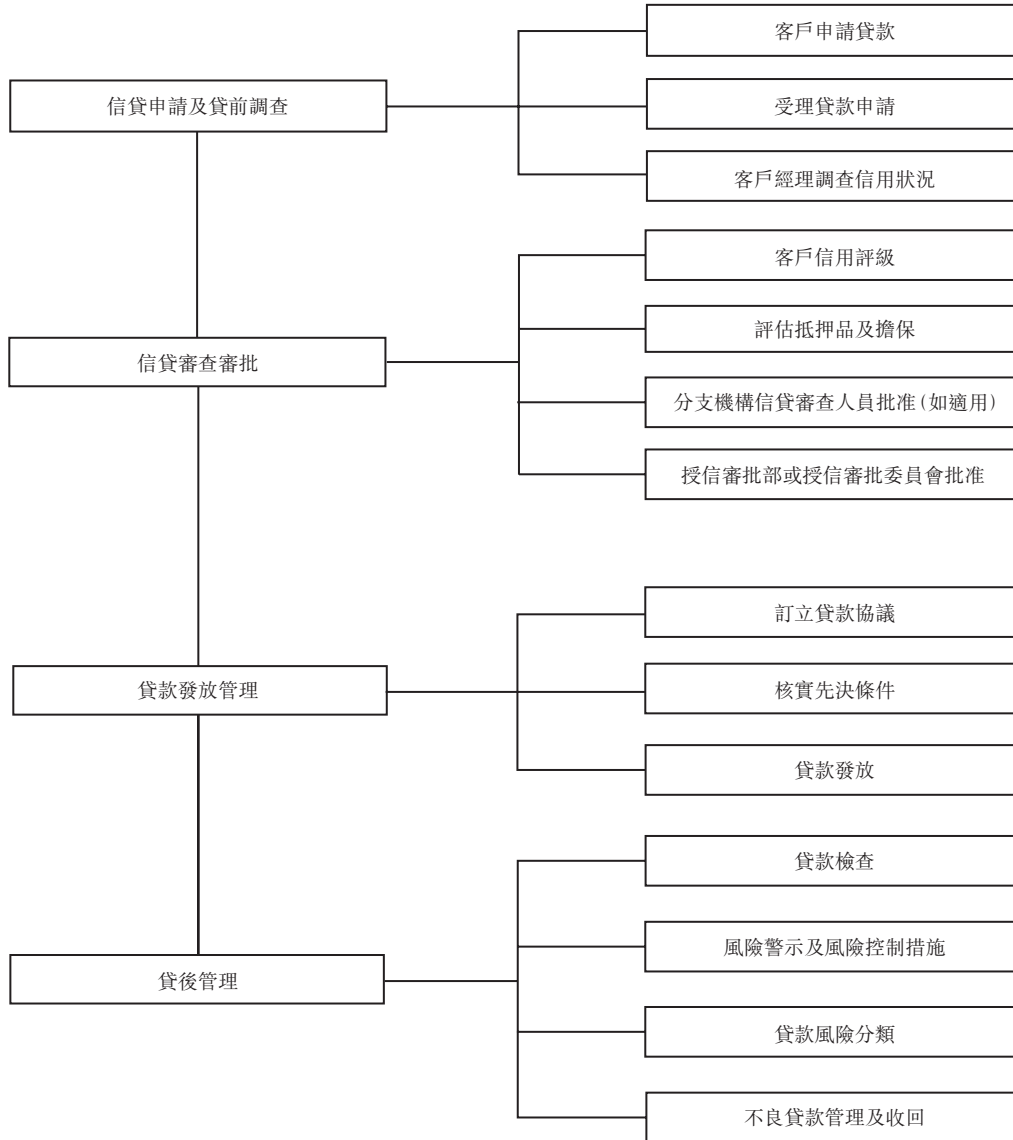 信貸申請及貸前調查
客戶申請貸款
受理貸款申請
客戶經理調查信用狀況
信貸審查審批
客戶信用評級
評估抵押品及擔保
分支機構信貸審查人員批准(如適用)
授信審批部或授信審批委員會批准
貸款發放管理
訂立貸款協議
核實先決條件
貸款發放
貸後管理
貸款檢查
風險警示及風險控制措施
貸款風險分類
不良貸款管理及收回